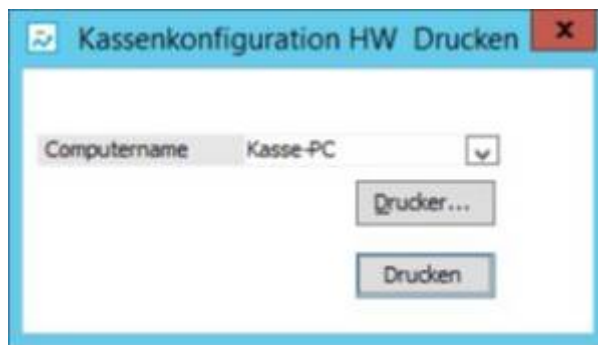 Kassenkonfiguration HW Drucken
Computername Kasse-PC
Drucker...
Drucken